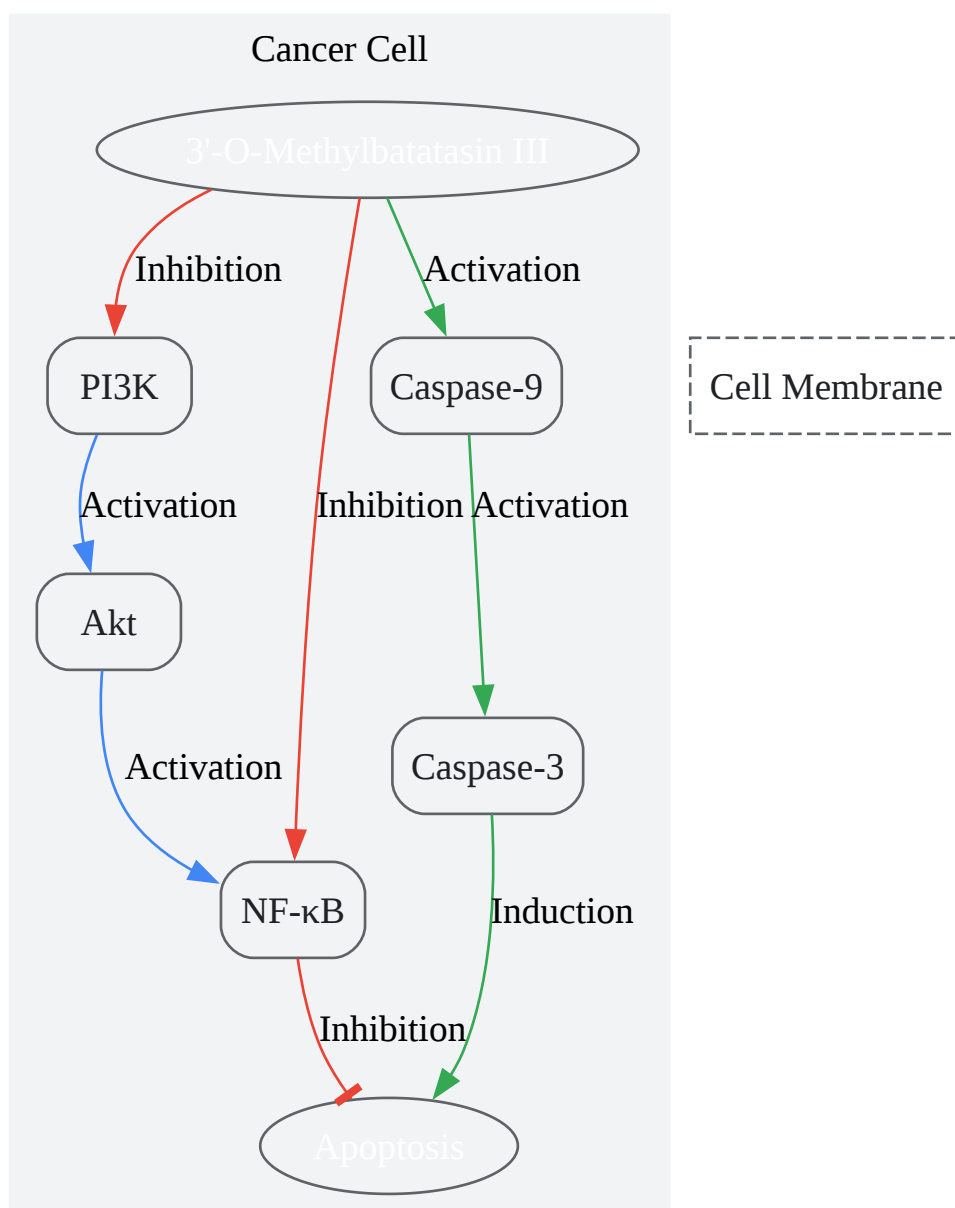 Cancer Cell
3'-O-Methylbatatasin III
Inhibition
Activation
PI3K
Caspase-9
Cell Membrane
Activation
Inhibition
Activation
Akt
Activation
Caspase-3
NF-κB
Induction
Inhibition
Apoptosis